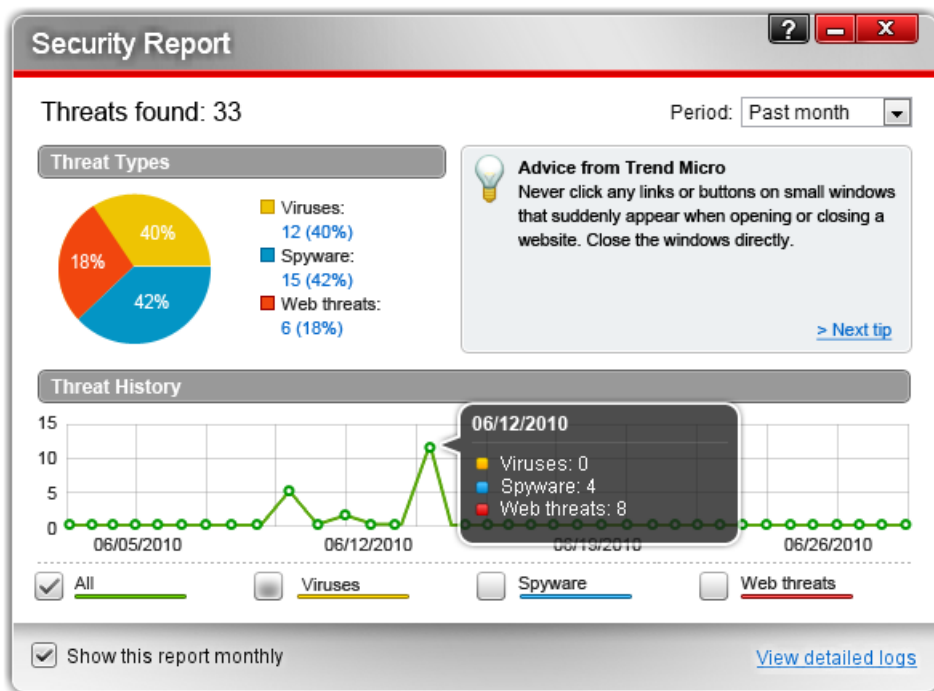 Security Report
?
Threats found: 33
Period: Past month
Threat Types
40%
18%
42%
Viruses:
12 (40%)
Spyware:
15 (42%)
Web threats:
6 (18%)
Advice from Trend Micro
Never click any links or buttons on small windows
that suddenly appear when opening or closing a
website. Close the windows directly.
> Next tip
Threat History
15
10
5
0
06/12/2010
Viruses: 0
Spyware: 4
Web threats: 8
06/05/2010
06/12/2010
06/19/2010
06/26/2010
All
Viruses
Spyware
Web threats
Show this report monthly
View detailed logs